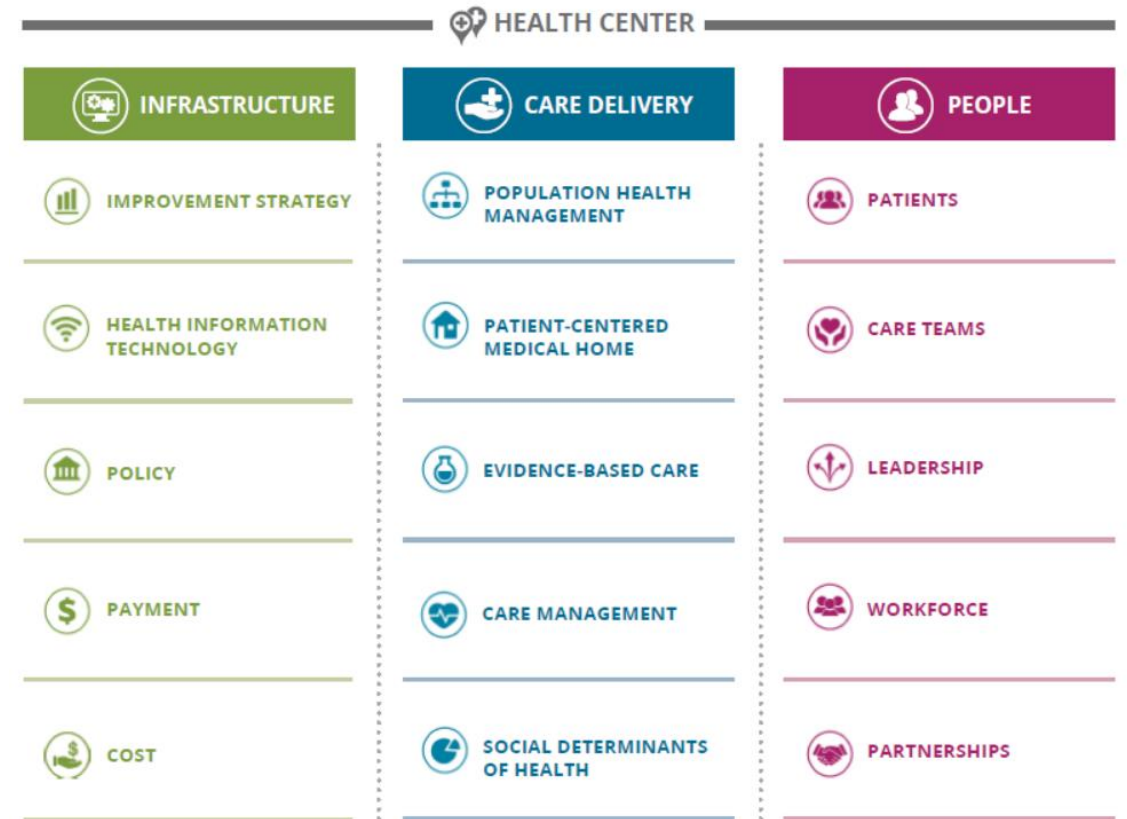 HEALTH CENTER
INFRASTRUCTURE
IMPROVEMENT STRATEGY
HEALTH INFORMATION
TECHNOLOGY
POLICY
$
PAYMENT
$
COST
CARE DELIVERY
POPULATION HEALTH
MANAGEMENT
PATIENT-CENTERED
MEDICAL HOME
EVIDENCE-BASED CARE
CARE MANAGEMENT
SOCIAL DETERMINANTS
OF HEALTH
PEOPLE
PATIENTS
CARE TEAMS
LEADERSHIP
WORKFORCE
PARTNERSHIPS